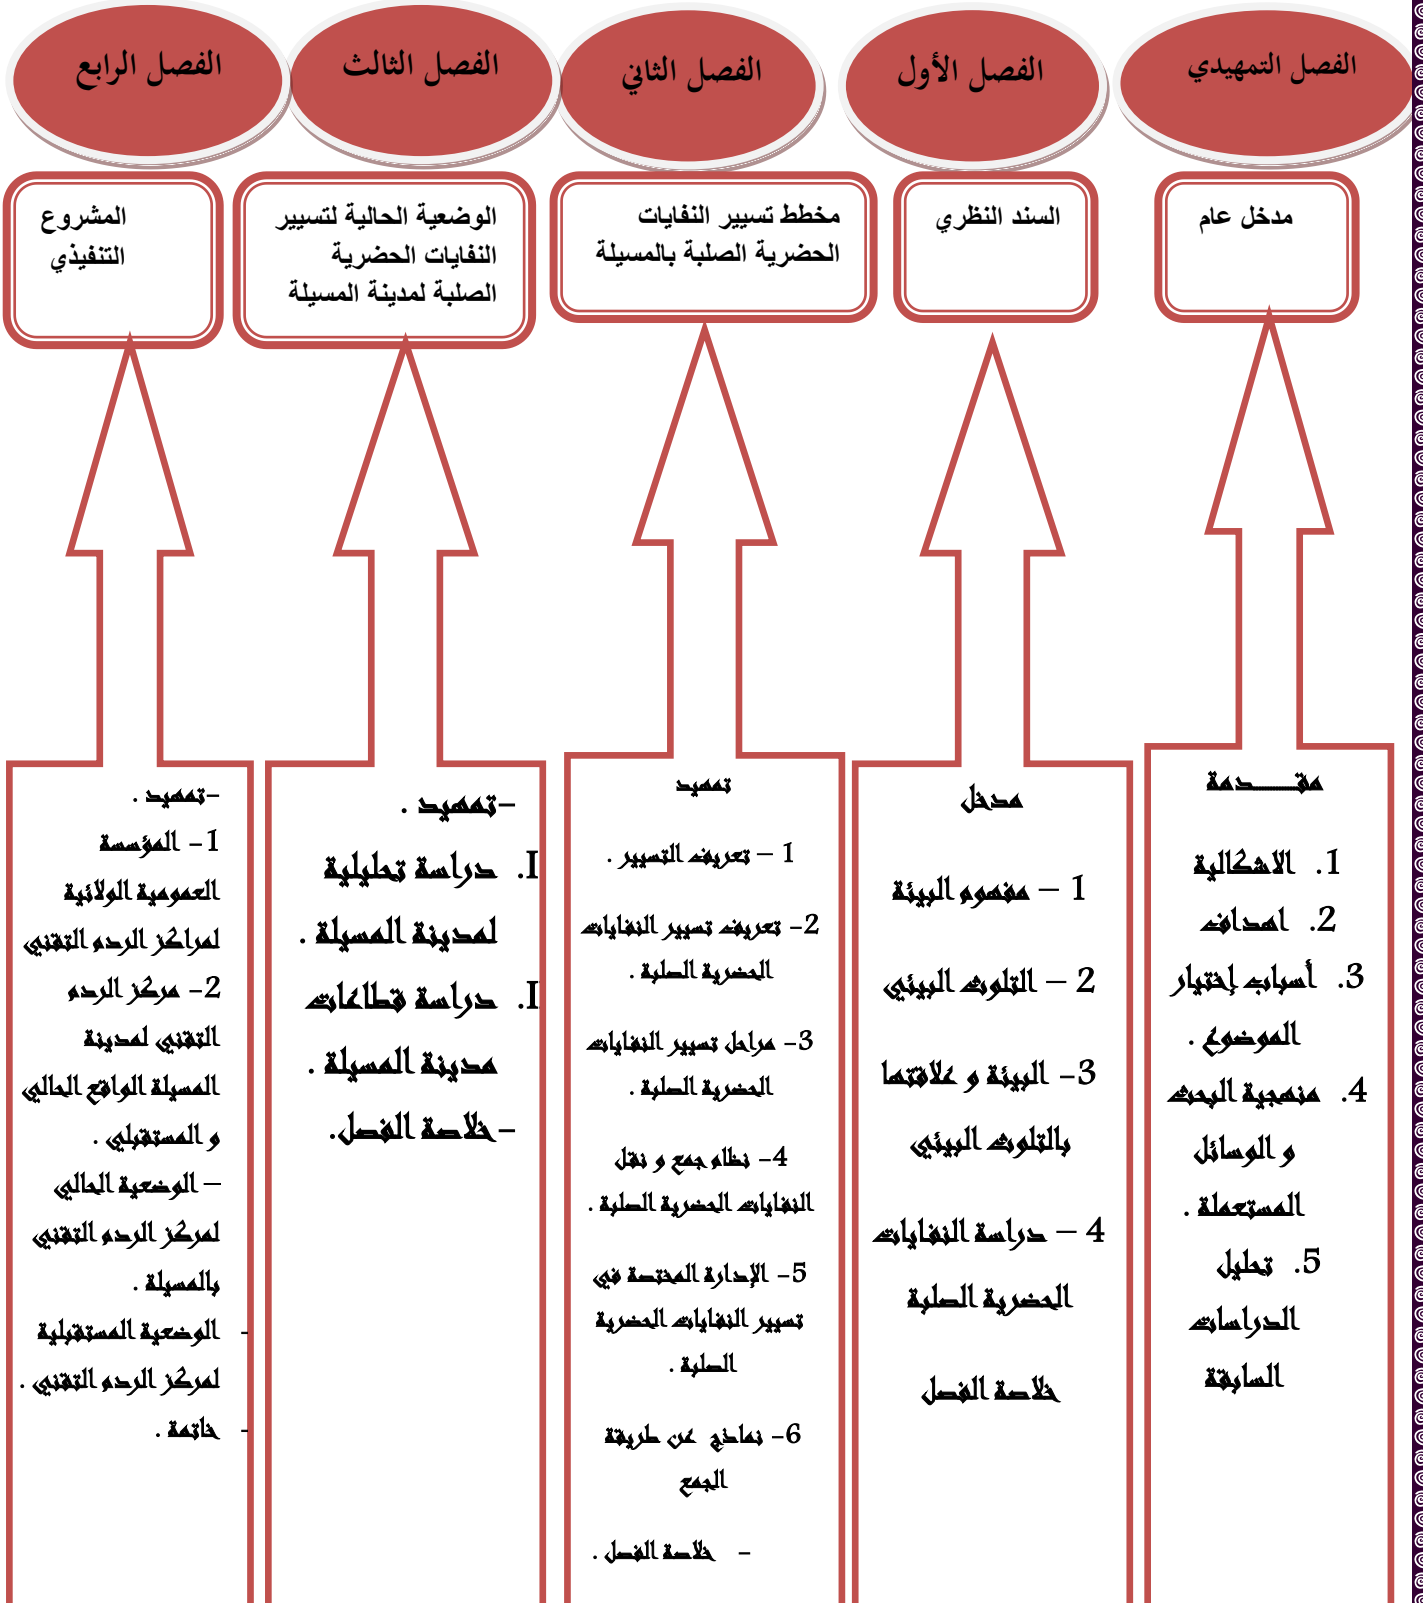 الفصل التمهيدي
مدخل عام
مقــــدمة
1. الاشكالية
2. اهداف
3. أسباب إختيار
الموضوع .
4. منهجية البحث
و الوسائل
المستعملة .
5. تحليل
الدراسات
السابقة
الفصل الأول
السند النظري
مدخل
1 – مفهوم البيئة
2 – التلوث البيئي
3- البيئة و علاقتها
بالتلوث البيئي
4 – دراسة النفايات
الحضرية الصلبة
خلاصة الفصل
الفصل الثاني
مخطط تسيير النفايات
الحضرية الصلبة بالمسيلة
تمهيد
1 – تعريف التسيير .
2- تعريف تسيير النفايات
الحضرية الصلبة .
3- مراحل تسيير النفايات
الحضرية الصلبة .
4- نظام جمع و نقل
النفايات الحضرية الصلبة .
5- الإدارة المختصة في
تسيير النفايات الحضرية
الصلبة .
6- نماذج عن طريقة
الجمع
- خلاصة الفصل .
الفصل الثالث
الوضعية الحالية لتسيير
النفايات الحضرية
الصلبة لمدينة المسيلة
-تمهيد .
I. دراسة تحليلية
لمدينة المسيلة .
I. دراسة قطاعات
مدينة المسيلة .
-خلاصة الفصل.
الفصل الرابع
المشروع
التنفيذي
-تمهيد .
1- المؤسسة
العمومية الولائية
لمراكز الردم التقني
2- مركز الردم
التقني لمدينة
المسيلة الواقع الحالي
و المستقبلي .
– الوضعية الحالي
لمركز الردم التقني
بالمسيلة .
- الوضعية المستقبلية
لمركز الردم التقني .
- خاتمة .